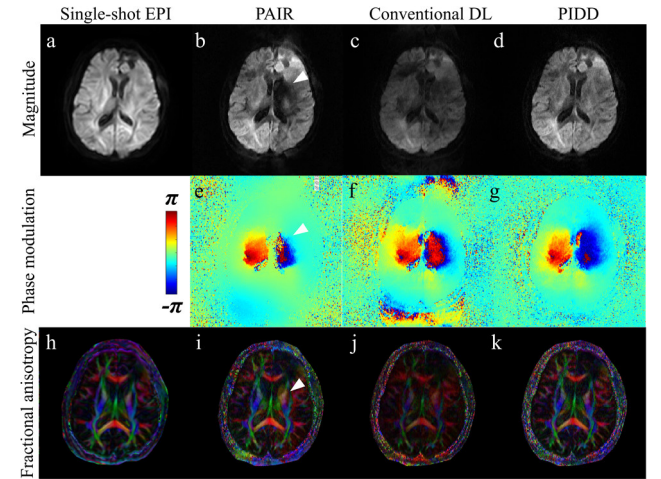 Single-shot EPI PAIR Conventional DL PIDD
Magnitude
a b c d
Phase modulation
π
-π
e f g
Fractional anisotropy
h i j k